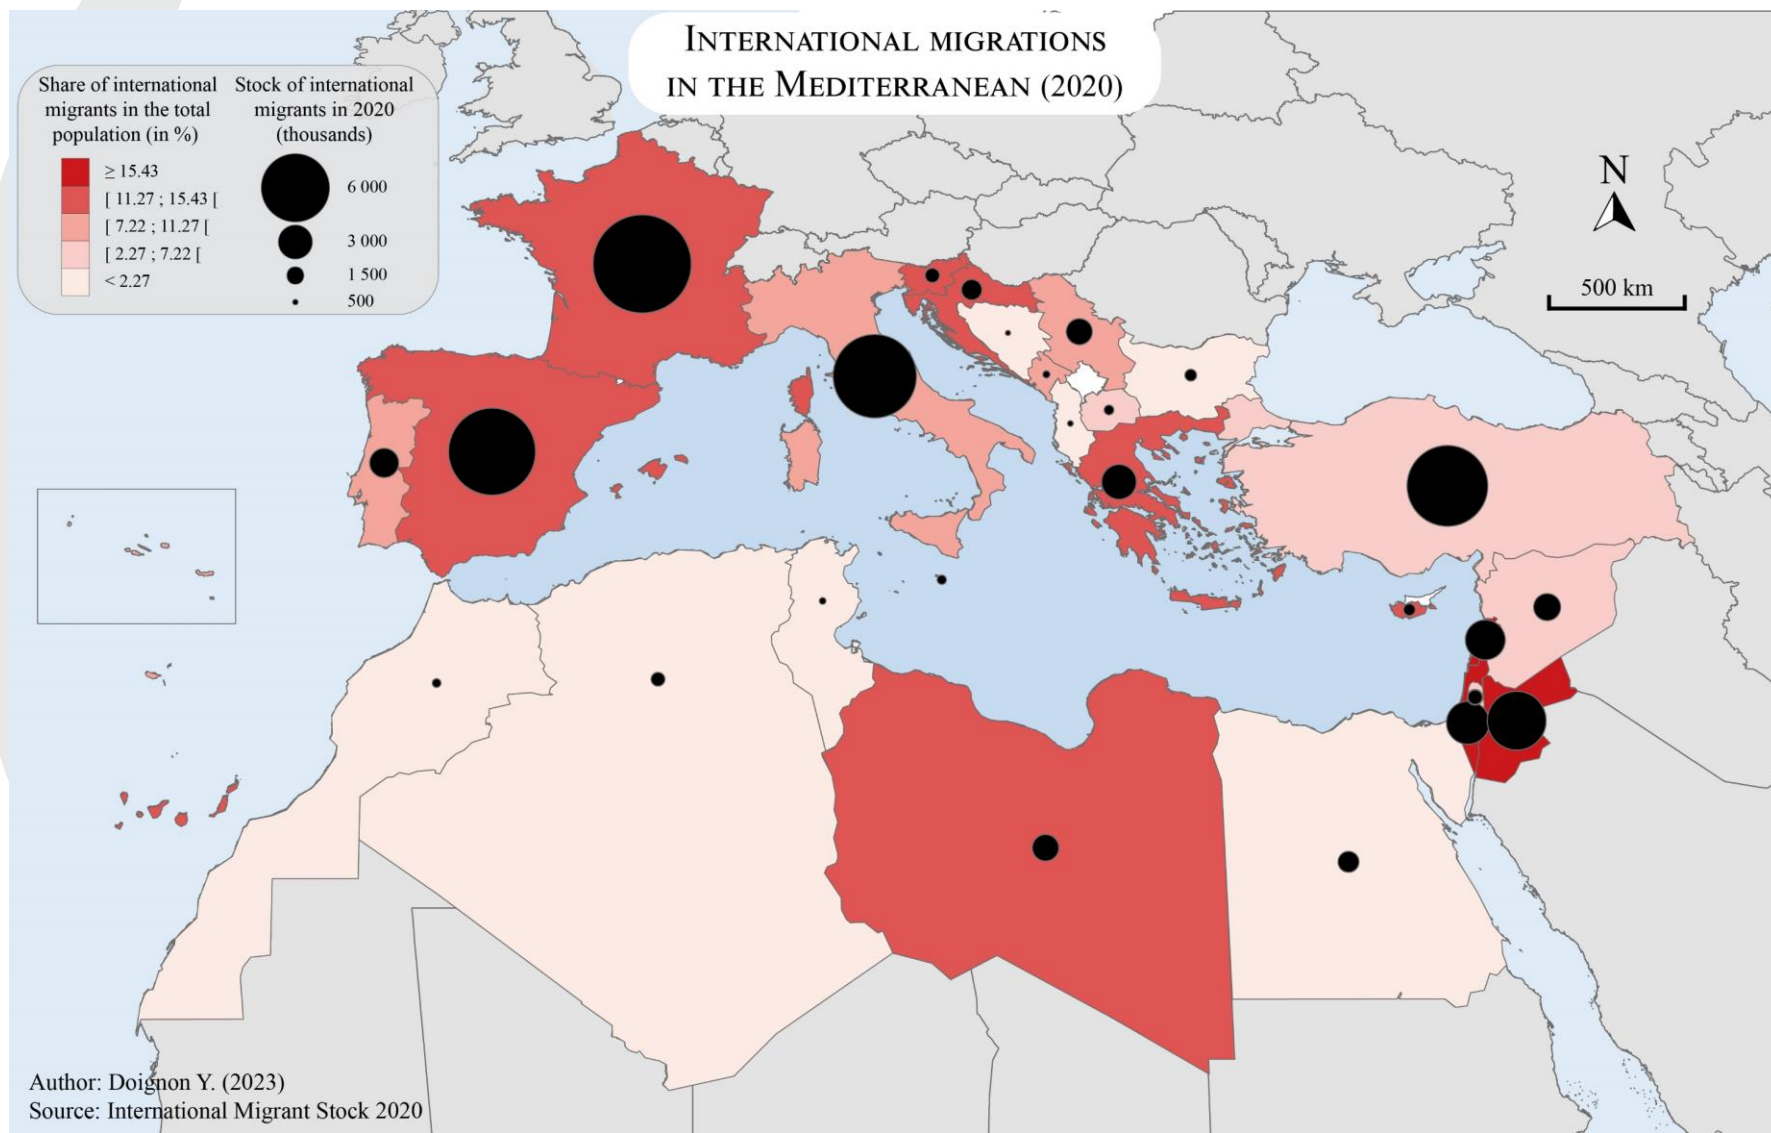 INTERNATIONAL MIGRATIONS
IN THE MEDITERRANEAN (2020)
Share of international
migrants in the total
population (in %)
≥ 15.43
[ 11.27 ; 15.43 [
[ 7.22 ; 11.27 [
[ 2.27 ; 7.22 [
< 2.27
Stock of international
migrants in 2020
(thousands)
6 000
3 000
1 500
500
N
500 km
Author: Doignon Y. (2023)
Source: International Migrant Stock 2020